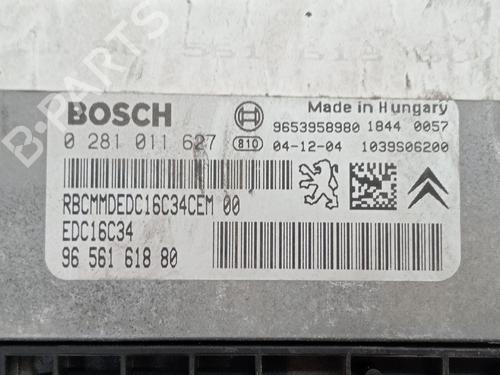 BOSCH
Made in Hungary
0 281 011 627
810
9653958980 1844 0057
04-12-04 1039S06200
RBCMMDEDC16C34CEM 00
EDC16C34
96 561 618 80
B-PARTS